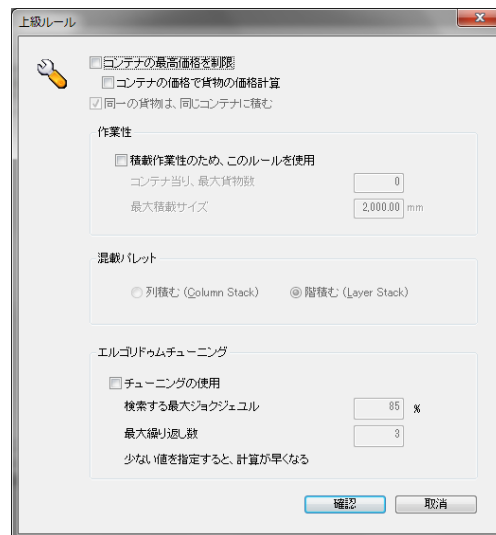 上級ルール
コンテナの最高価格を制限
コンテナの価格で貨物の価格計算
同一の貨物は、同じコンテナに積む
作業性
積載作業性のため、このルールを使用
コンテナ当り、最大貨物数 0
最大積載サイズ 2,000.00 mm
混載パレット
列積む (Column Stack) 階積む (Layer Stack)
エルゴリドゥムチューニング
チューニングの使用
検索する最大ジョクジェユル 85 %
最大繰り返し数 3
少ない値を指定すると、計算が早くなる
確認 取消